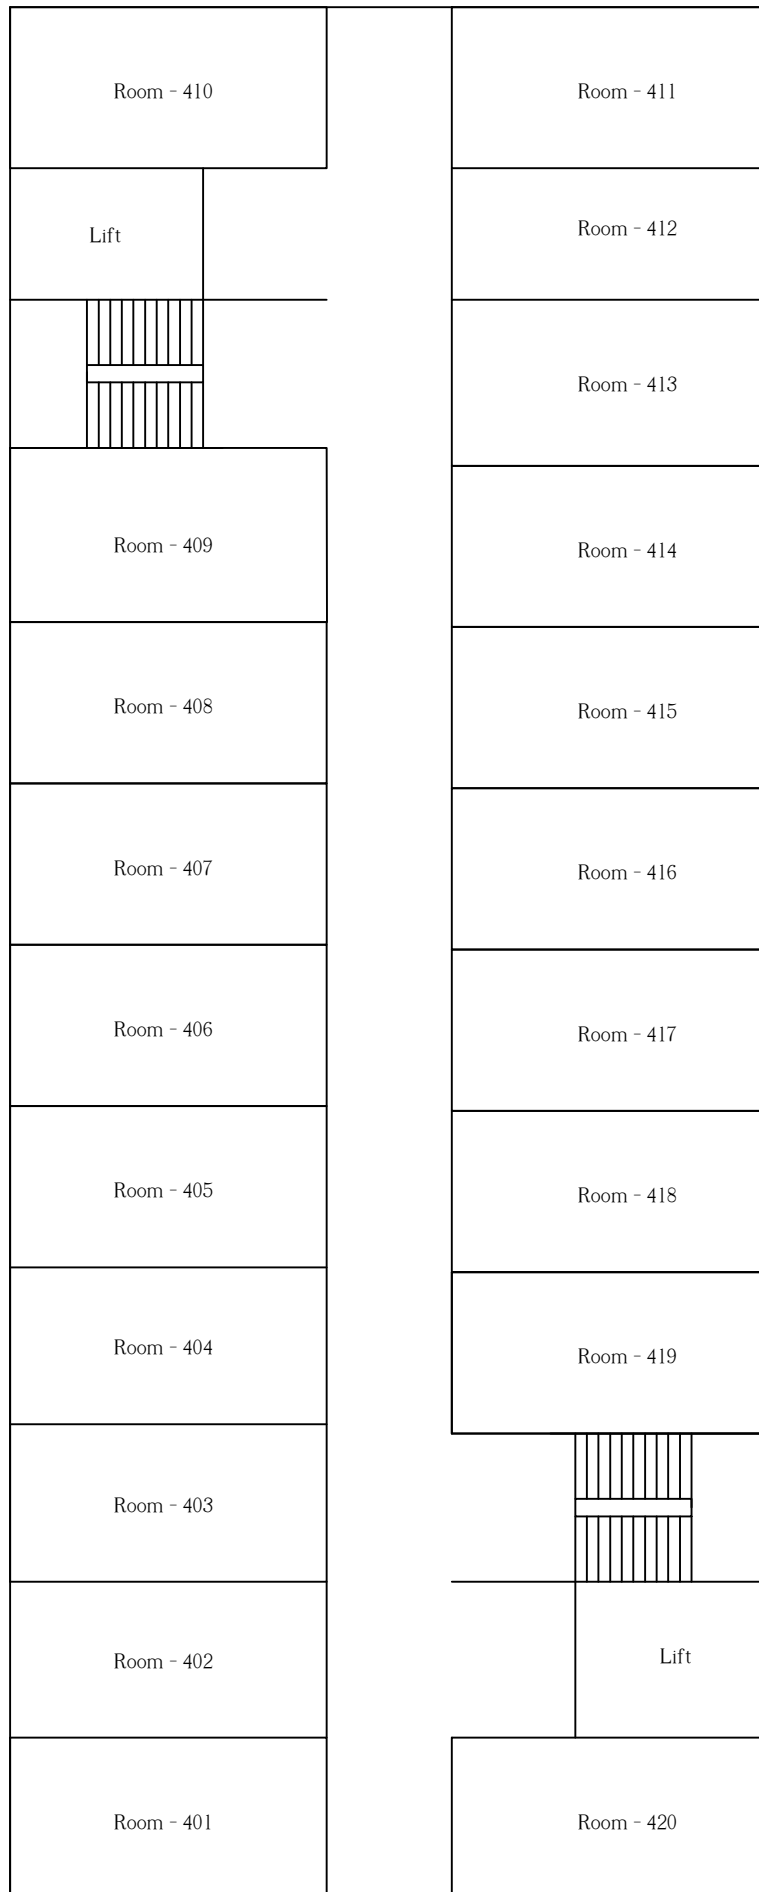 Room - 410
Lift
Room - 409
Room - 408
Room - 407
Room - 406
Room - 405
Room - 404
Room - 403
Room - 402
Room - 401
Room - 411
Room - 412
Room - 413
Room - 414
Room - 415
Room - 416
Room - 417
Room - 418
Room - 419
Lift
Room - 420